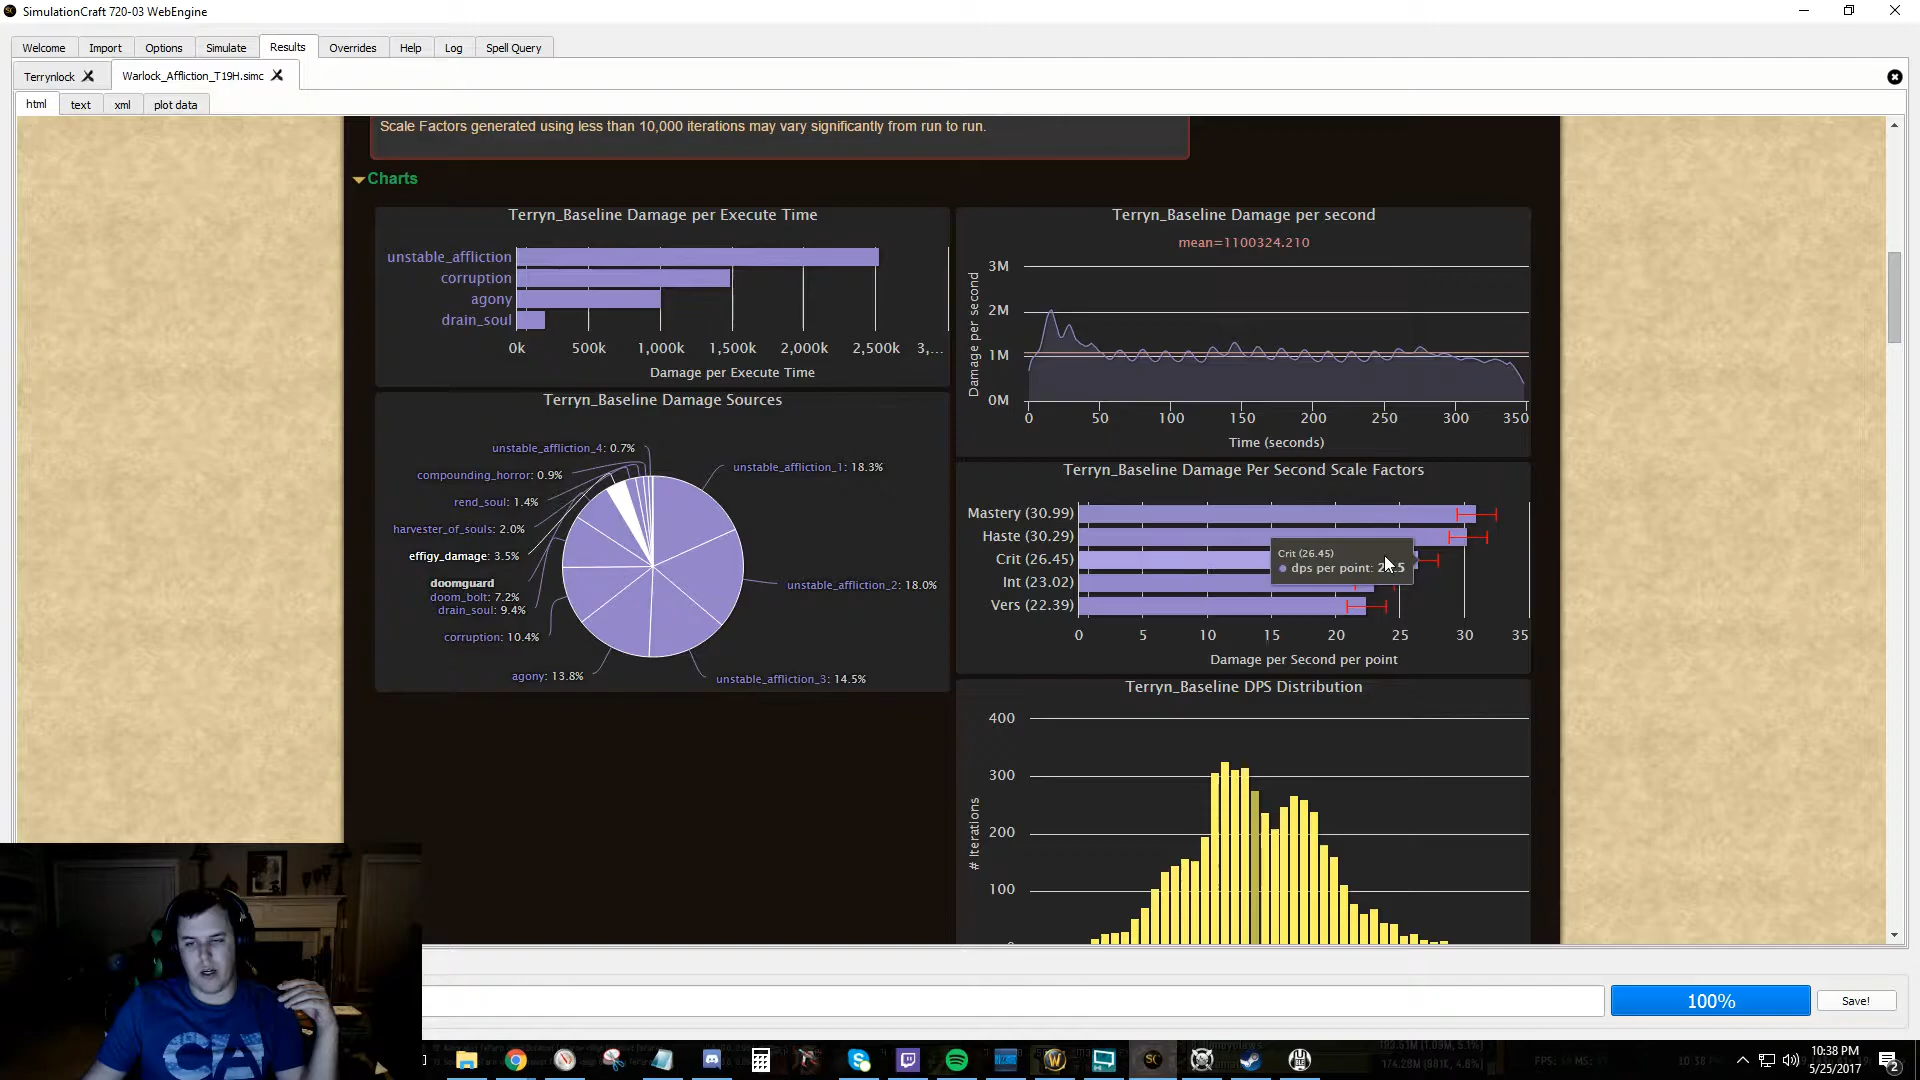 SimulationCraft 720-03 WebEngine
Welcome Import Options Simulate Results Overrides Help Log Spell Query
Terrynlock Warlock_Affliction_T19H.simc
html text xml plot data
Scale Factors generated using less than 10,000 iterations may vary significantly from run to run.
Charts
Terryn_Baseline Damage per Execute Time
unstable_affliction
corruption
agony
drain_soul
0k 500k 1,000k 1,500k 2,000k 2,500k 3,...
Damage per Execute Time
Terryn_Baseline Damage per second
mean=1100324.210
3M
2M
1M
0M
Damage per second
0 50 100 150 200 250 300 350
Time (seconds)
Terryn_Baseline Damage Sources
unstable_affliction_4: 0.7%
compounding_horror: 0.9%
rend_soul: 1.4%
harvester_of_souls: 2.0%
effigy_damage: 3.5%
doomguard
doom_bolt: 7.2%
drain_soul: 9.4%
corruption: 10.4%
agony: 13.8%
unstable_affliction_1: 18.3%
unstable_affliction_2: 18.0%
unstable_affliction_3: 14.5%
Terryn_Baseline Damage Per Second Scale Factors
Mastery (30.99)
Haste (30.29)
Crit (26.45)
Int (23.02)
Vers (22.39)
Crit (26.45)
dps per point:
0 5 10 15 20 25 30 35
Damage per Second per point
Terryn_Baseline DPS Distribution
400
300
200
100
# Iterations
100% Save!
CA
10:38 PM
5/25/2017
2